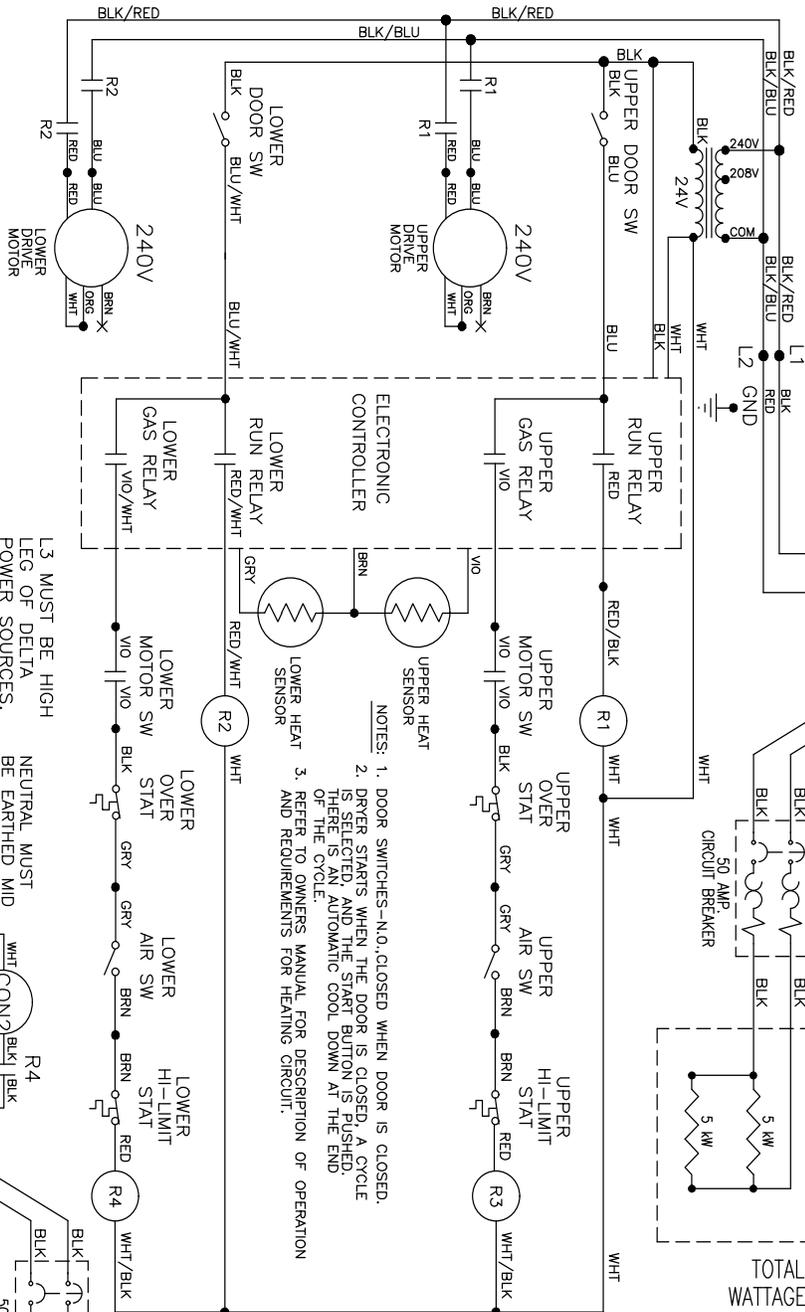 BLK/RED
BLK/RED
BLK/BLU
BLK/RED
BLK/BLU
BLK
BLK
240V
208V
COM
24V
BLK/RED
BLK/BLU
L1
L2
BLK
RED
GND
WHT
WHT
BLK
UPPER
DOOR SW
BLK
BLU
BLU
R1
R1
BLU
BLU
RED
RED
240V
UPPER
DRIVE
MOTOR
BRN
ORG
WHT
LOWER
DOOR SW
BLK
BLU/WHT
BLU/WHT
R2
R2
BLU
BLU
RED
RED
240V
LOWER
DRIVE
MOTOR
BRN
ORG
WHT
ELECTRONIC
CONTROLLER
UPPER
RUN RELAY
RED
UPPER
GAS RELAY
VIO
LOWER
RUN RELAY
RED/WHT
LOWER
GAS RELAY
VIO/WHT
VIO
BRN
GRY
UPPER HEAT
SENSOR
LOWER HEAT
SENSOR
RED/BLK
R1
WHT
WHT
WHT
WHT
RED/WHT
R2
WHT
UPPER
MOTOR SW
VIO
VIO
BLK
UPPER
OVER
STAT
GRY
GRY
UPPER
AIR SW
BRN
BRN
UPPER
HI-LIMIT
STAT
RED
R3
WHT/BLK
LOWER
MOTOR SW
VIO
VIO
BLK
LOWER
OVER
STAT
GRY
GRY
LOWER
AIR SW
BRN
BRN
LOWER
HI-LIMIT
STAT
RED
R4
WHT/BLK
NOTES: 1. DOOR SWITCHES-N.O.,CLOSED WHEN DOOR IS CLOSED.
2. DRYER STARTS WHEN THE DOOR IS CLOSED, A CYCLE
IS SELECTED, AND THE START BUTTON IS PUSHED.
THERE IS AN AUTOMATIC COOL DOWN AT THE END
OF THE CYCLE.
3. REFER TO OWNERS MANUAL FOR DESCRIPTION OF OPERATION
AND REQUIREMENTS FOR HEATING CIRCUIT.
BLK
BLK
50 AMP.
CIRCUIT BREAKER
BLK
BLK
5 kW
5 kW
TOTAL
WATTAGE
L3 MUST BE HIGH
LEG OF DELTA
POWER SOURCES.
NEUTRAL MUST
BE EARTHED MID
WHT
CON2
BLK
BLK
R4
BLK
BLK